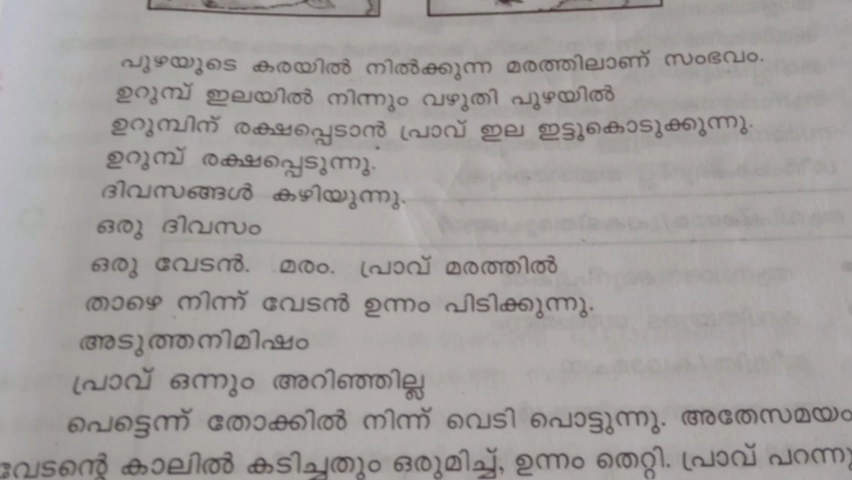 പുഴയുടെ കരയിൽ നിൽക്കുന്ന മരത്തിലാണ് സംഭവം.
ഉറുമ്പ് ഇലയിൽ നിന്നും വഴുതി പുഴയിൽ
ഉറുമ്പിന് രക്ഷപ്പെടാൻ പ്രാവ് ഇല ഇട്ടുകൊടുക്കുന്നു.
ഉറുമ്പ് രക്ഷപ്പെടുന്നു.
ദിവസങ്ങൾ കഴിയുന്നു.
ഒരു ദിവസം
ഒരു വേടൻ. മരം. പ്രാവ് മരത്തിൽ
താഴെ നിന്ന് വേടൻ ഉന്നം പിടിക്കുന്നു.
അടുത്തനിമിഷം
പ്രാവ് ഒന്നും അറിഞ്ഞില്ല
പെട്ടെന്ന് തോക്കിൽ നിന്ന് വെടി പൊട്ടുന്നു. അതേസമയം
വേടന്റെ കാലിൽ കടിച്ചതും ഒരുമിച്ച്, ഉന്നം തെറ്റി. പ്രാവ് പറന്നു